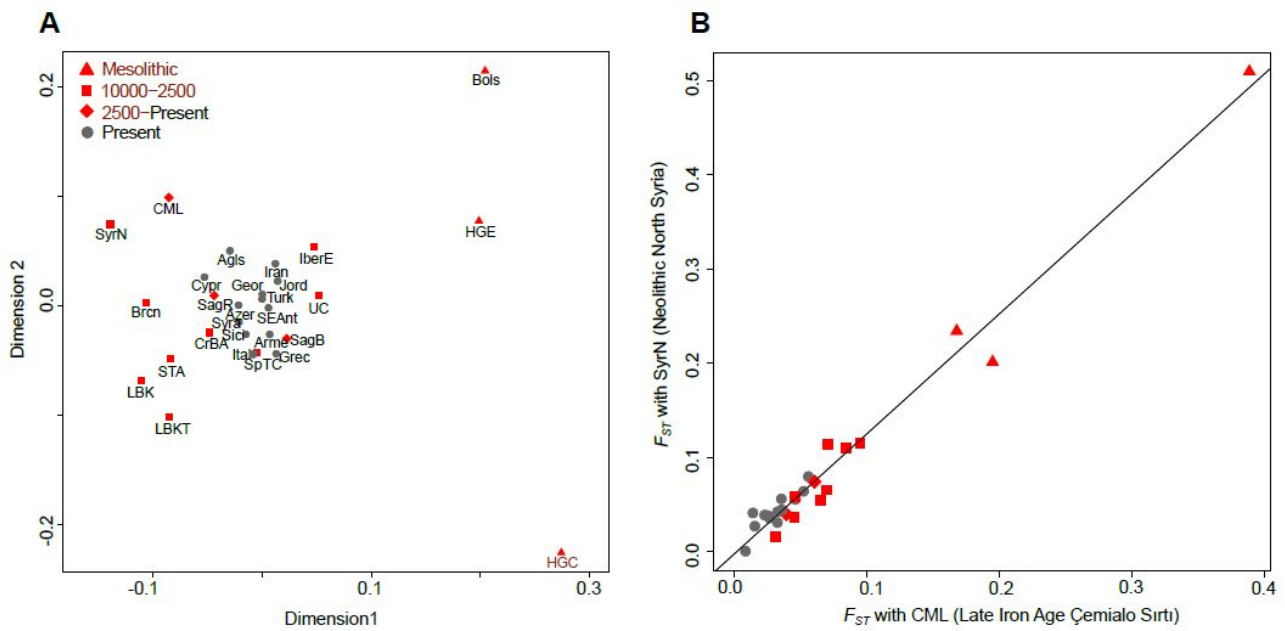 A
Mesolithic
10000−2500
2500−Present
Present
Bols
CML
SyrN
HGE
Agls
IberE
Iran
Cypr
Jord
Geor
SagR
Turk
UC
Brcn
Azer
SEAnt
Syra
Sici
CrBA
Arme
SagB
Ital
SpTC
Grec
STA
LBK
LBKT
HGC
0.2
0.0
-0.2
Dimension 2
-0.1
0.1
0.3
Dimension1
B
0.5
0.4
0.3
0.2
0.1
0.0
FST with SyrN (Neolithic North Syria)
0.0
0.1
0.2
0.3
0.4
FST with CML (Late Iron Age Çemialo Sırtı)